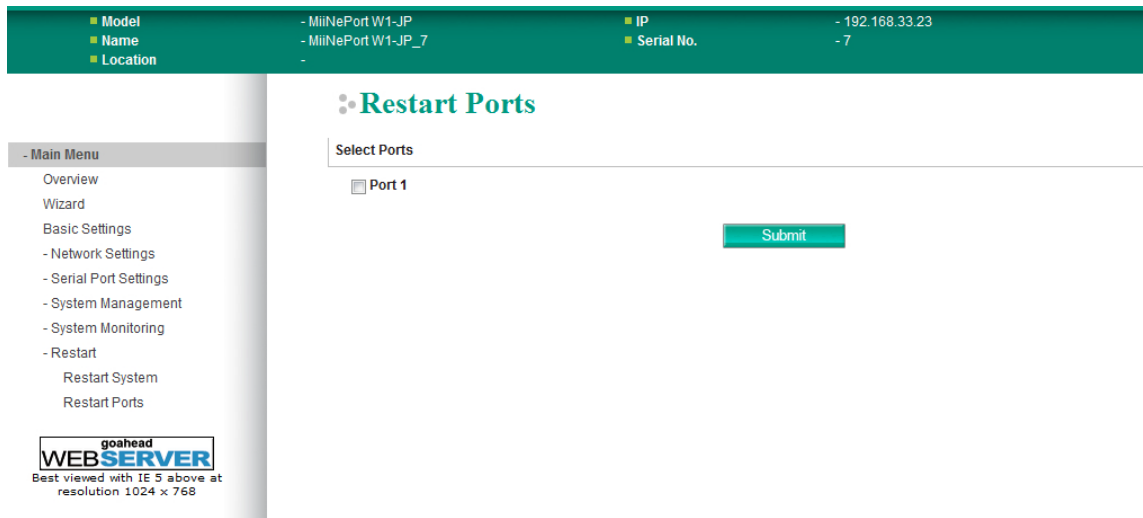 Model - MiiNePort W1-JP IP - 192.168.33.23
Name - MiiNePort W1-JP_7 Serial No. - 7
Location -
Restart Ports
Select Ports
Port 1
Submit
- Main Menu
Overview
Wizard
Basic Settings
- Network Settings
- Serial Port Settings
- System Management
- System Monitoring
- Restart
Restart System
Restart Ports
goahead
WEBSERVER
Best viewed with IE 5 above at
resolution 1024 x 768